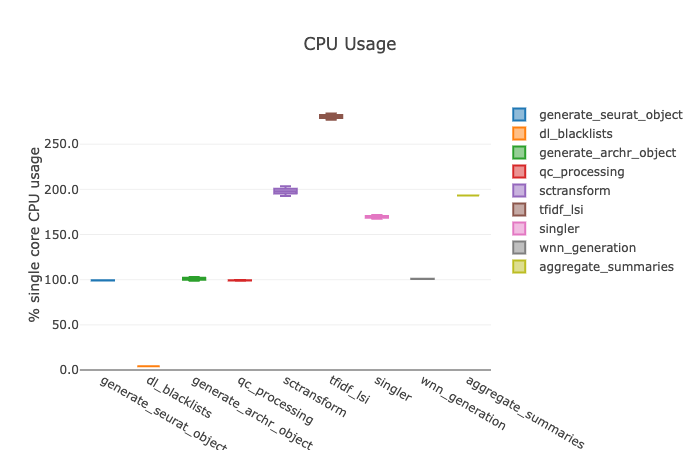 CPU Usage
% single core CPU usage
250.0
200.0
150.0
100.0
50.0
0.0
generate_seurat_object
dl_blacklists
generate_archr_object
qc_processing
sctransform
tfidf_lsi
singler
wnn_generation
aggregate_summaries
generate_seurat_object
dl_blacklists
generate_archr_object
qc_processing
sctransform
tfidf_lsi
singler
wnn_generation
aggregate_summaries